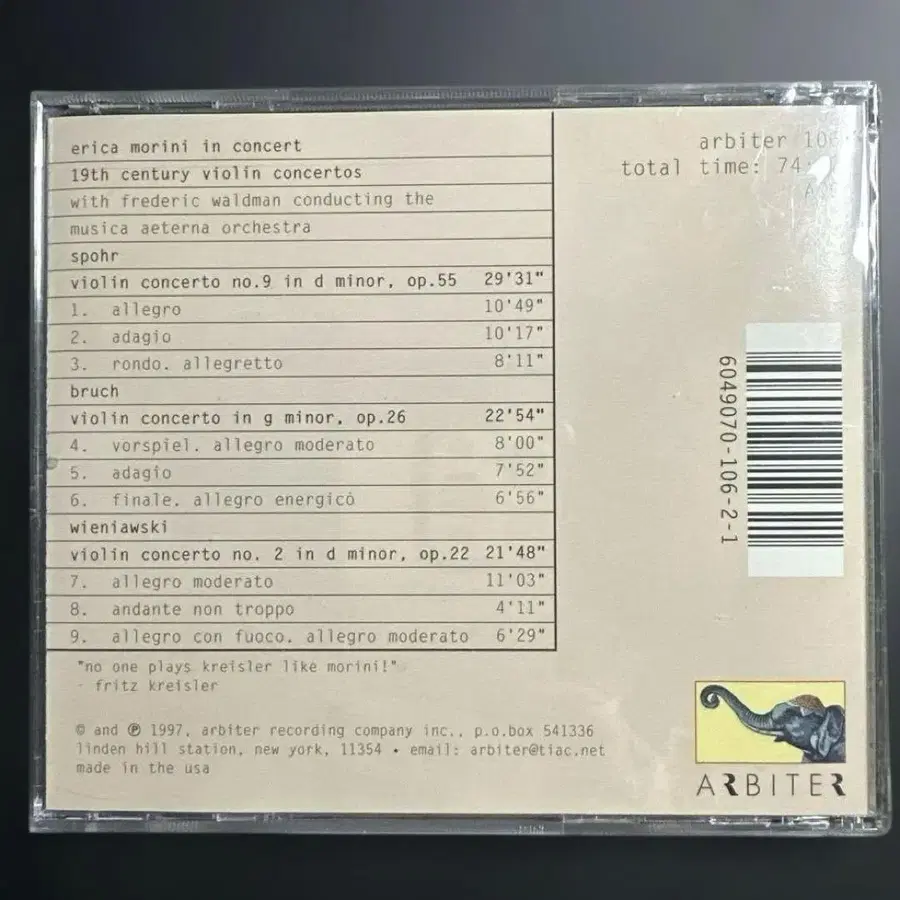 erica morini in concert
19th century violin concertos
with frederic waldman conducting the
musica aeterna orchestra
spohr
violin concerto no.9 in d minor, op.55 29'31"
1. allegro 10'49"
2. adagio 10'17"
3. rondo. allegretto 8'11"
bruch
violin concerto in g minor, op.26 22'54"
4. vorspiel. allegro moderato 8'00"
5. adagio 7'52"
6. finale. allegro energico 6'56"
wieniawski
violin concerto no. 2 in d minor, op.22 21'48"
7. allegro moderato 11'03"
8. andante non troppo 4'11"
9. allegro con fuoco. allegro moderato 6'29"
"no one plays kreisler like morini!"
- fritz kreisler
© and ℗ 1997, arbiter recording company inc., p.o.box 541336
linden hill station, new york, 11354 • email: arbiter@tiac.net
made in the usa
arbiter
total time:
6049070-106-2-1
ARBITER